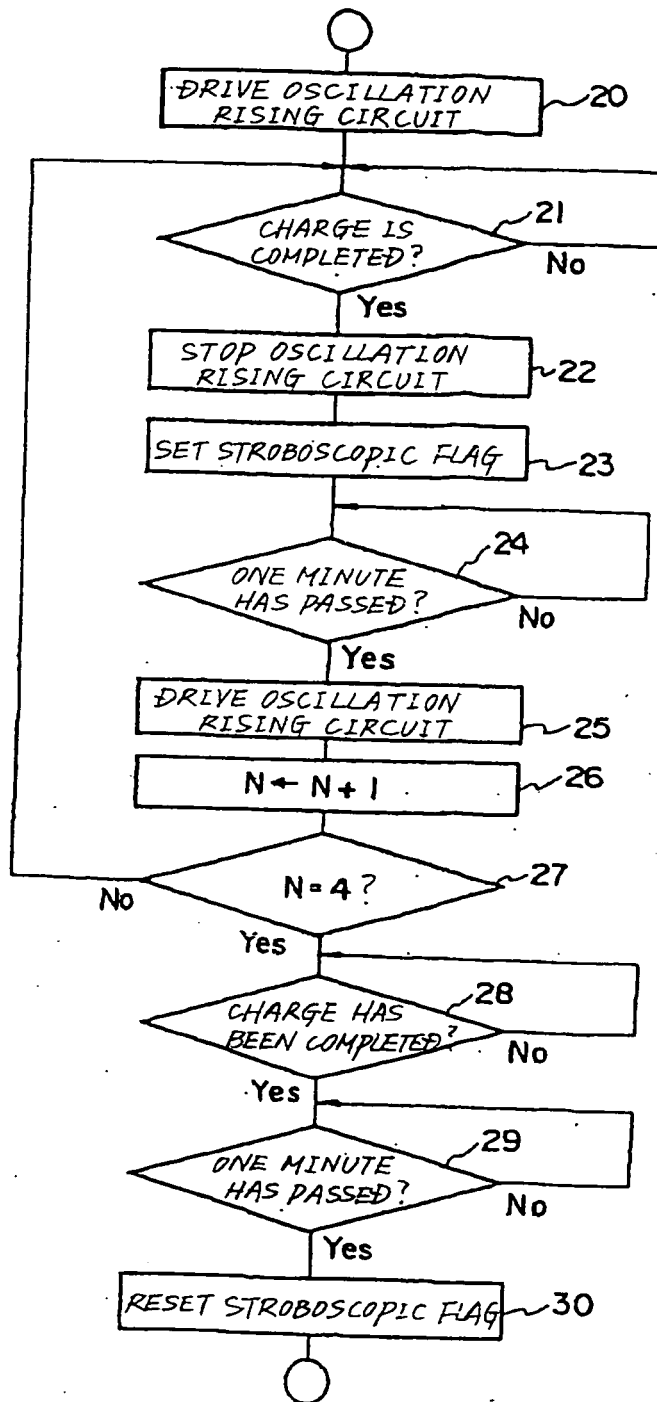 DRIVE OSCILLATION
RISING CIRCUIT
20
21
CHARGE IS
COMPLETED?
No
Yes
STOP OSCILLATION
RISING CIRCUIT
22
SET STROBOSCOPIC FLAG
23
24
ONE MINUTE
HAS PASSED?
No
Yes
DRIVE OSCILLATION
RISING CIRCUIT
25
N ← N + 1
26
N = 4 ?
27
No
Yes
28
CHARGE HAS
BEEN COMPLETED?
No
Yes
29
ONE MINUTE
HAS PASSED?
No
Yes
RESET STROBOSCOPIC FLAG
30